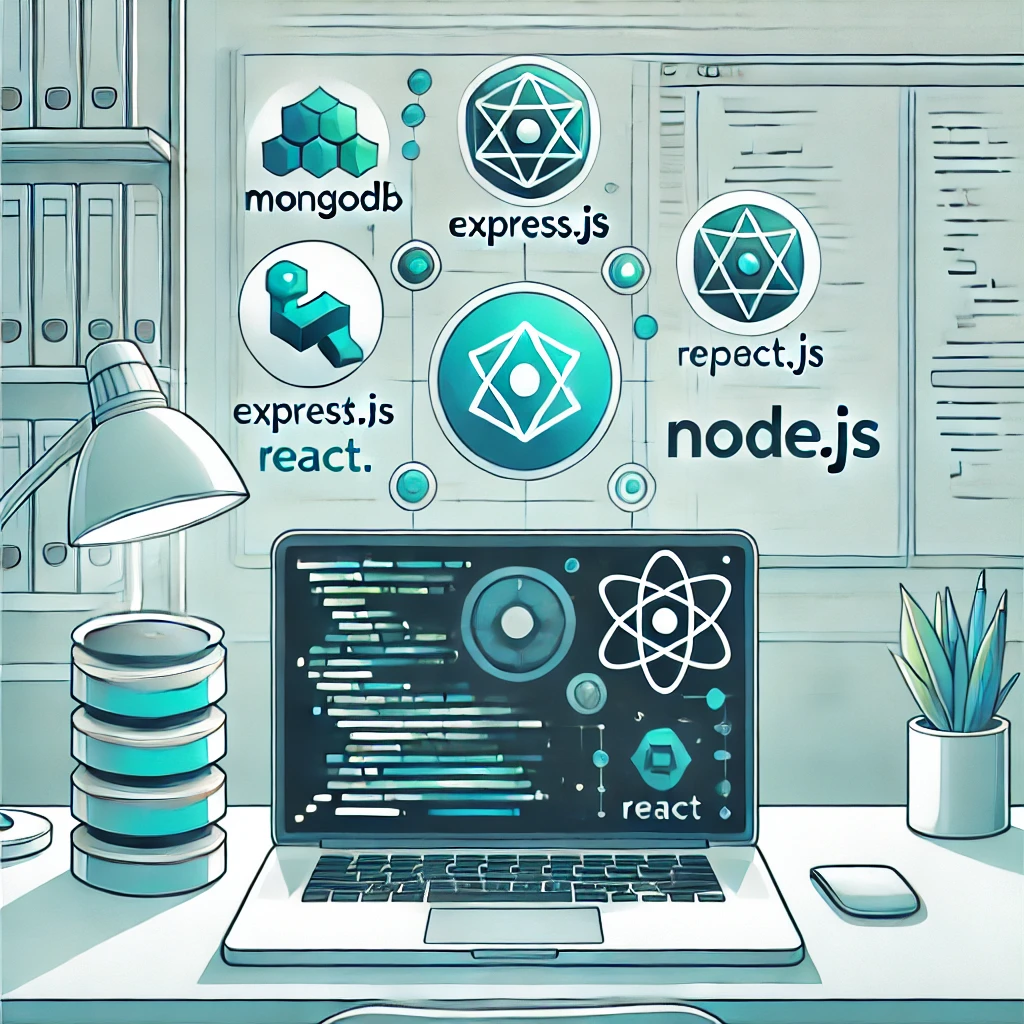 mongodb
express.js
repect.js
express.js
react.
node.js
react